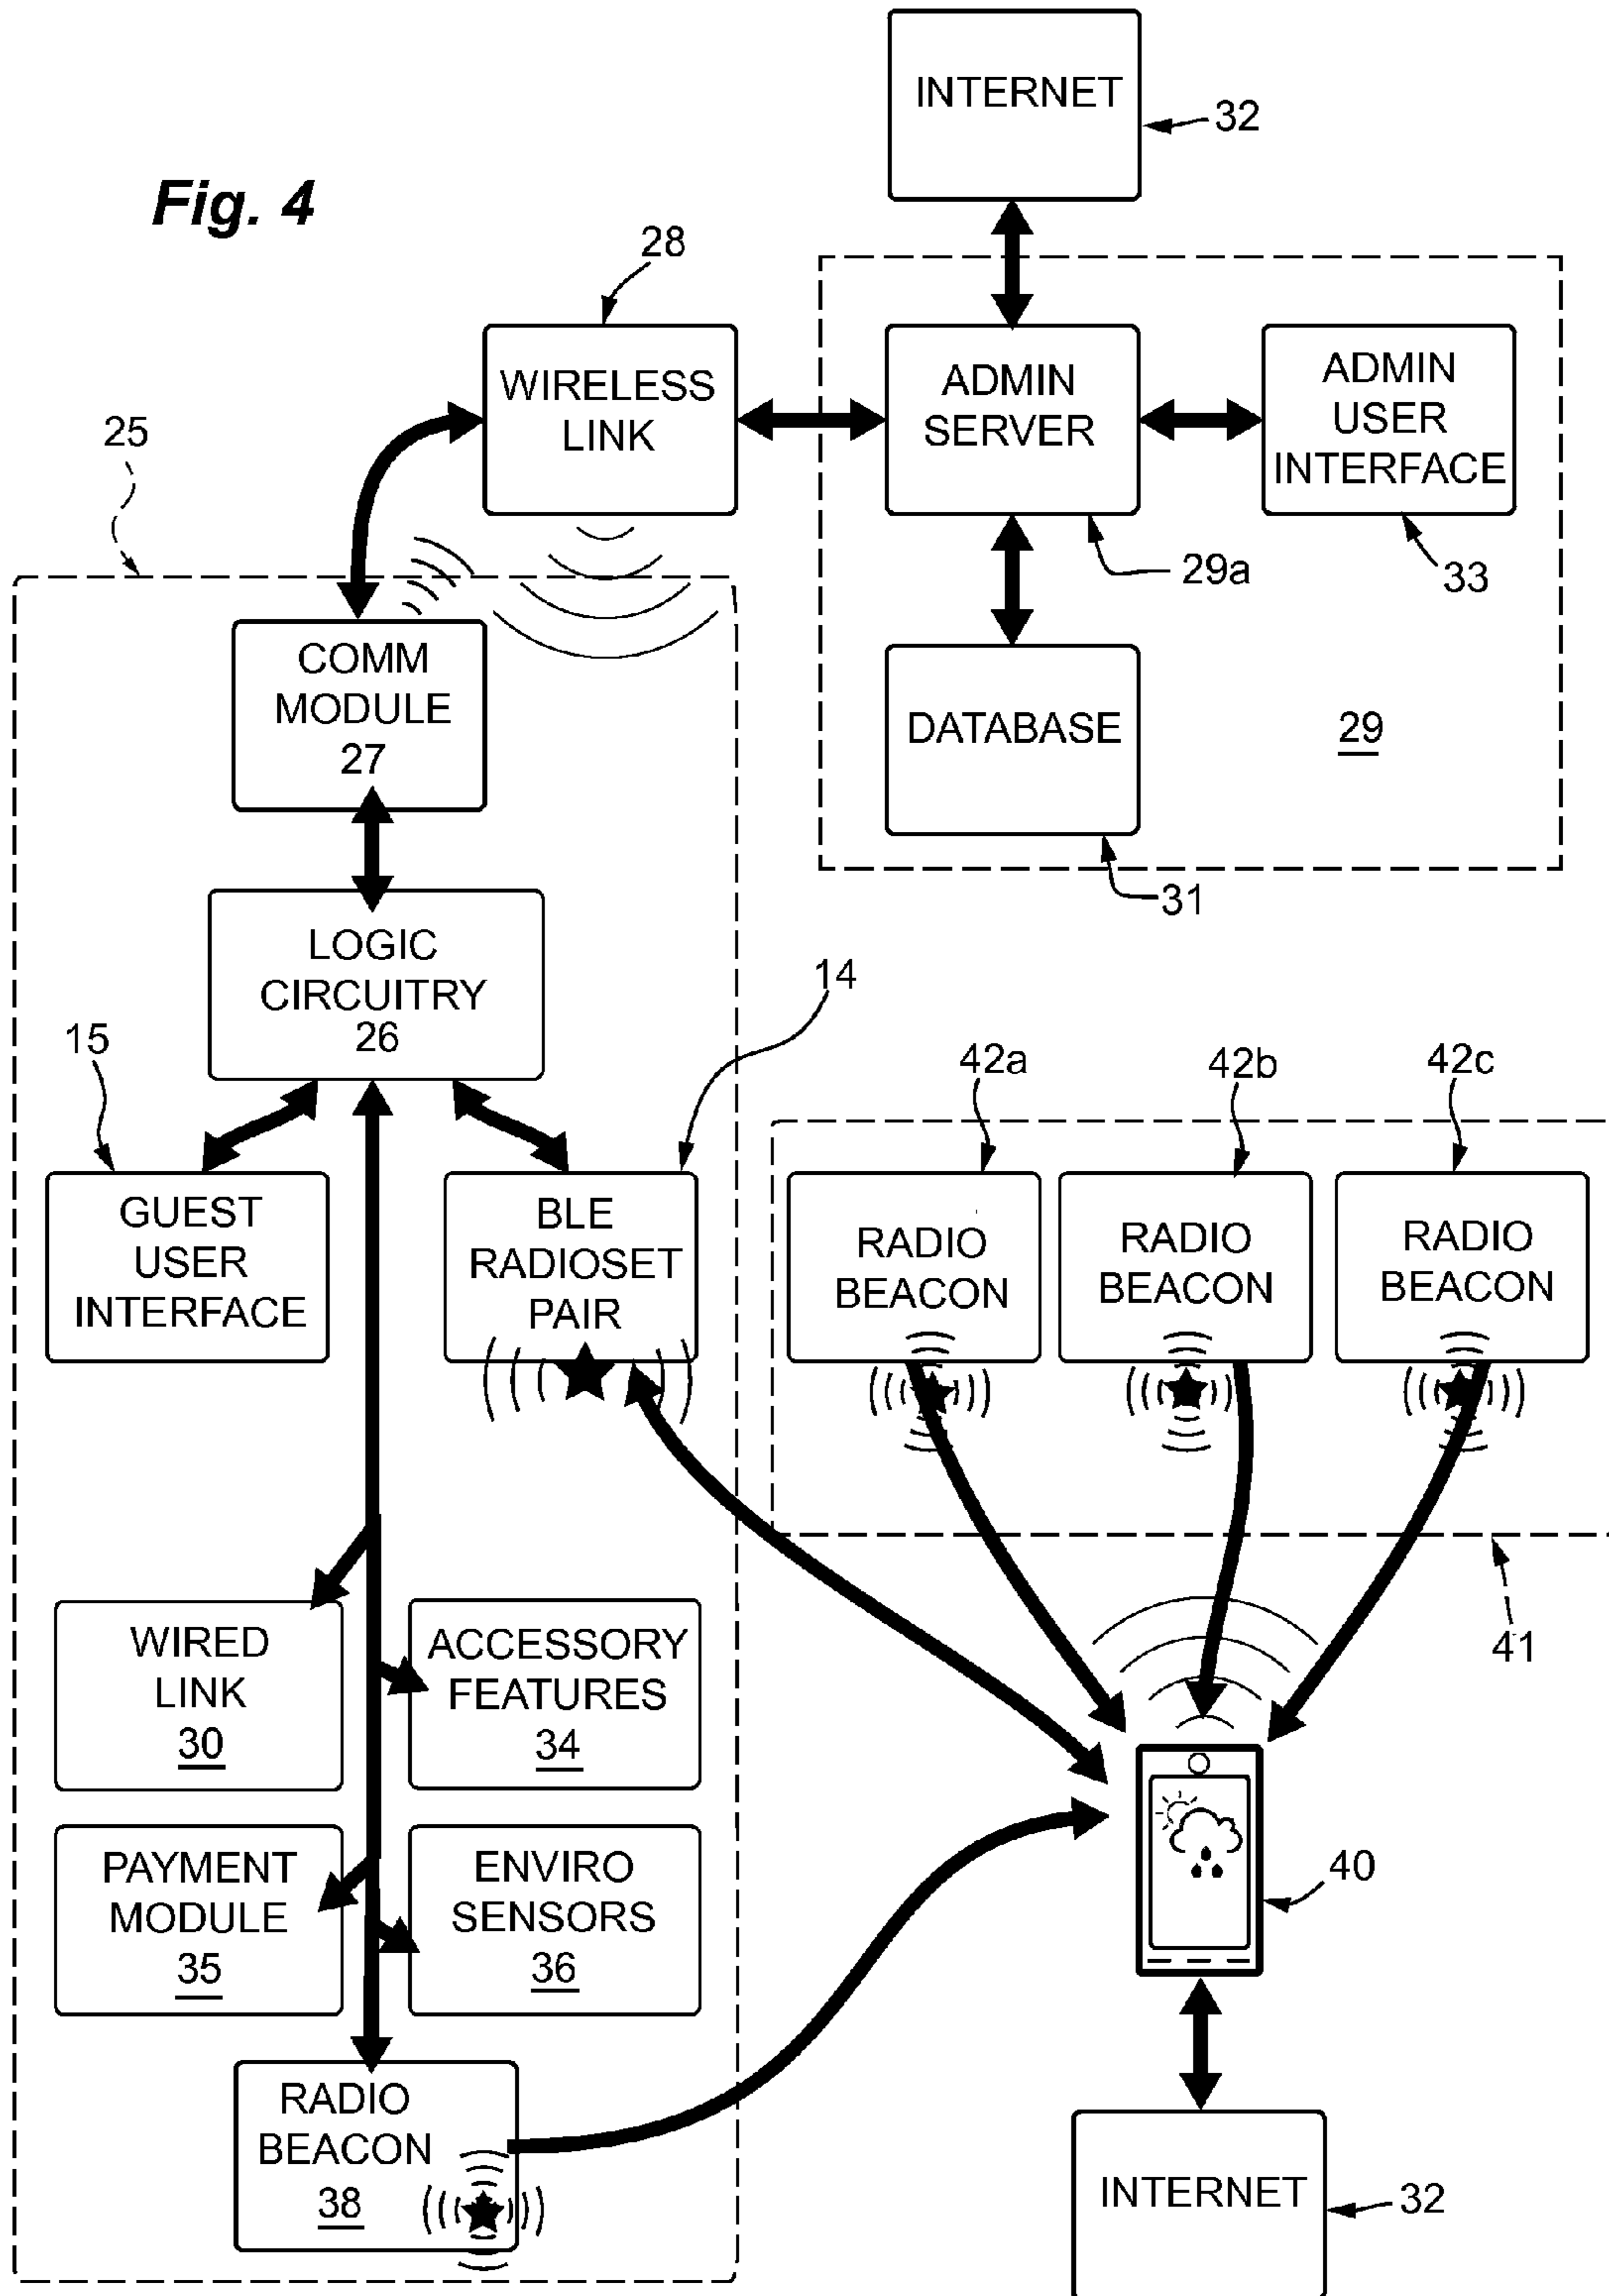 Fig. 4
INTERNET
32
28
WIRELESS
LINK
ADMIN
SERVER
ADMIN
USER
INTERFACE
25
29a
33
COMM
MODULE
27
DATABASE
29
31
LOGIC
CIRCUITRY
26
14
15
42a
42b
42c
GUEST
USER
INTERFACE
BLE
RADIOSET
PAIR
RADIO
BEACON
RADIO
BEACON
RADIO
BEACON
41
WIRED
LINK
30
ACCESSORY
FEATURES
34
PAYMENT
MODULE
35
ENVIRO
SENSORS
36
40
RADIO
BEACON
38
INTERNET
32